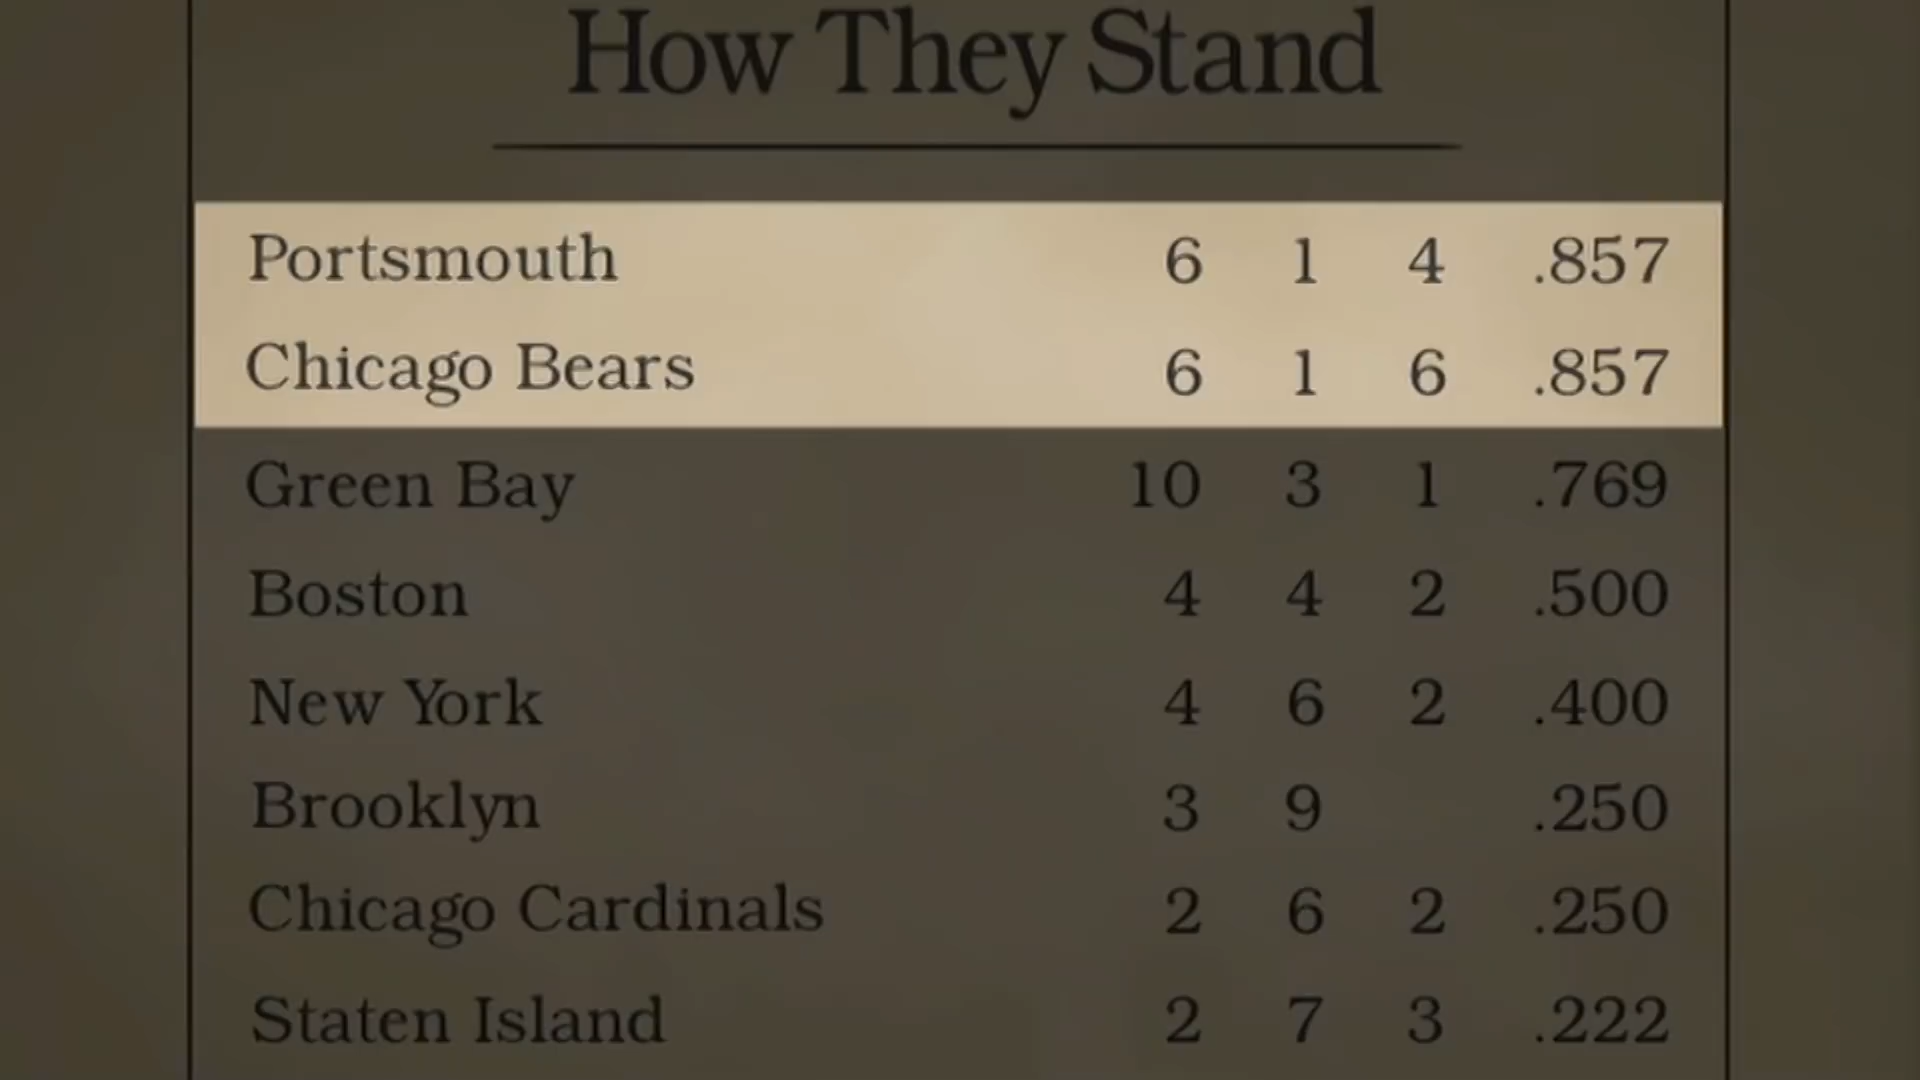 How They Stand
Portsmouth 6 1 4 .857
Chicago Bears 6 1 6 .857
Green Bay 10 3 1 .769
Boston 4 4 2 .500
New York 4 6 2 .400
Brooklyn 3 9 .250
Chicago Cardinals 2 6 2 .250
Staten Island 2 7 3 .222